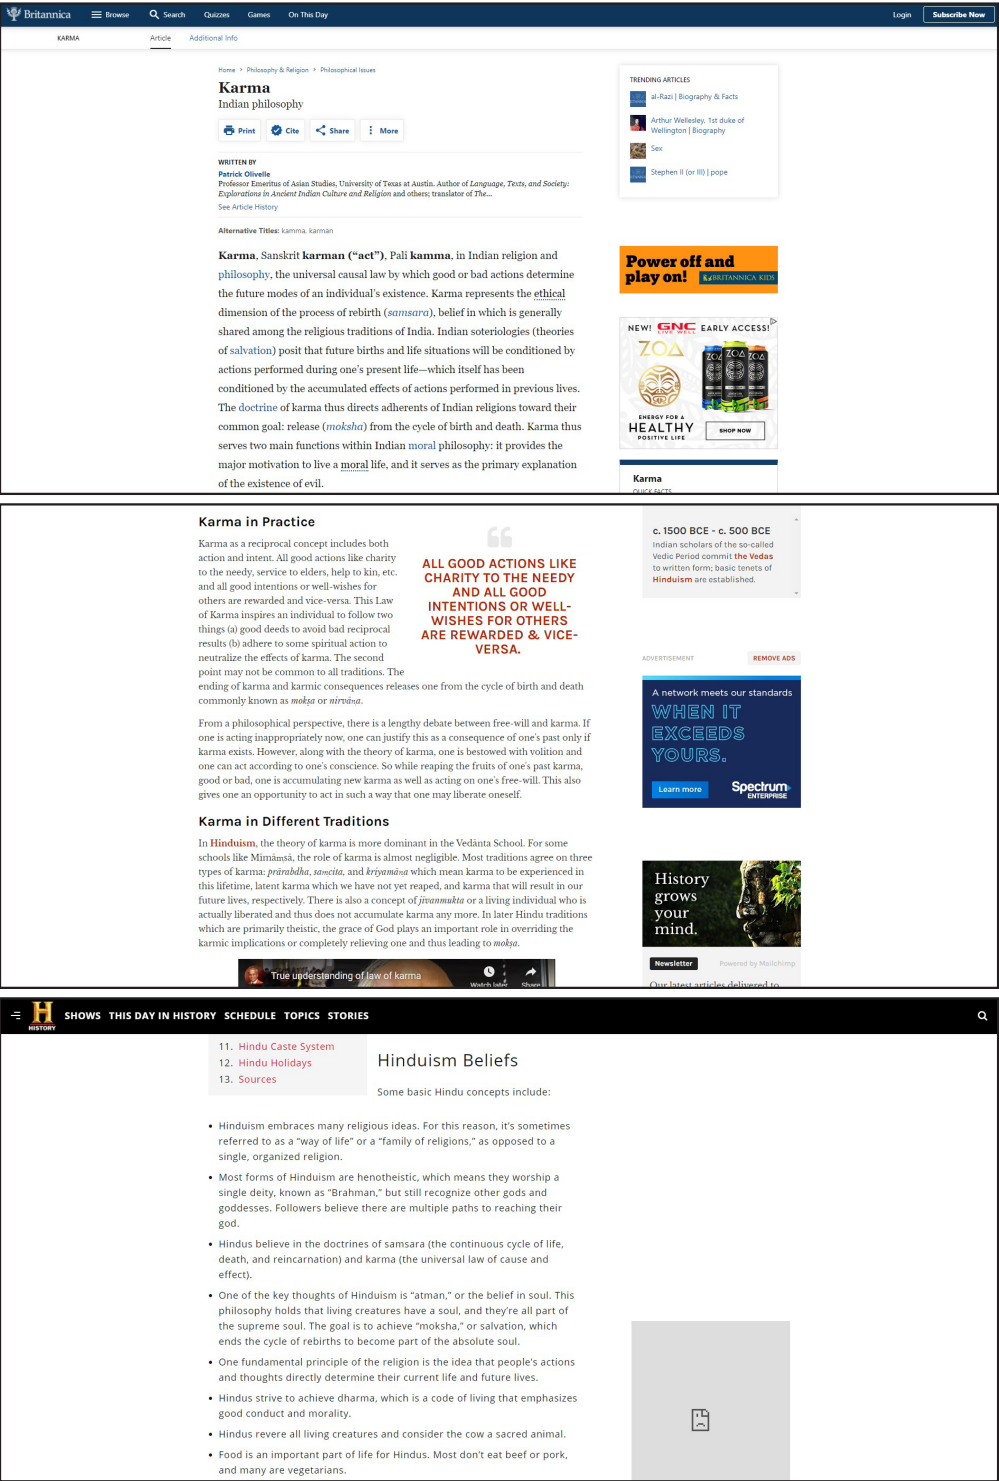 Britannica
Browse
Search
Quizzes
Games
On This Day
Login
Subscribe Now
KARMA
Article
Additional Info
Home > Philosophy & Religion > Philosophical Issues
Karma
Indian philosophy
Print
Cite
Share
More
WRITTEN BY
Patrick Olivelle
Professor Emeritus of Asian Studies, University of Texas at Austin. Author of Language, Texts, and Society:
Explorations in Ancient Indian Culture and Religion and others; translator of The...
See Article History
Alternative Titles: kamma, karman
Karma, Sanskrit karman (“act”), Pali kamma, in Indian religion and
philosophy, the universal causal law by which good or bad actions determine
the future modes of an individual’s existence. Karma represents the ethical
dimension of the process of rebirth (samsara), belief in which is generally
shared among the religious traditions of India. Indian soteriologies (theories
of salvation) posit that future births and life situations will be conditioned by
actions performed during one’s present life—which itself has been
conditioned by the accumulated effects of actions performed in previous lives.
The doctrine of karma thus directs adherents of Indian religions toward their
common goal: release (moksha) from the cycle of birth and death. Karma thus
serves two main functions within Indian moral philosophy: it provides the
major motivation to live a moral life, and it serves as the primary explanation
of the existence of evil.
TRENDING ARTICLES
al-Razi | Biography & Facts
Arthur Wellesley, 1st duke of
Wellington | Biography
Sex
Stephen II (or III) | pope
Power off and
play on!
BRITANNICA KIDS
NEW! GNC EARLY ACCESS!
LIVE WELL
ZOA
ZOA
ZOA
ZOA
ENERGY FOR A
HEALTHY
POSITIVE LIFE
SHOP NOW
Karma
QUICK FACTS
Karma in Practice
Karma as a reciprocal concept includes both
action and intent. All good actions like charity
to the needy, service to elders, help to kin, etc.
and all good intentions or well-wishes for
others are rewarded and vice-versa. This Law
of Karma inspires an individual to follow two
things (a) good deeds to avoid bad reciprocal
results (b) adhere to some spiritual action to
neutralize the effects of karma. The second
point may not be common to all traditions. The
ending of karma and karmic consequences releases one from the cycle of birth and death
commonly known as mokṣa or nirvāṇa.
ALL GOOD ACTIONS LIKE
CHARITY TO THE NEEDY
AND ALL GOOD
INTENTIONS OR WELL-
WISHES FOR OTHERS
ARE REWARDED & VICE-
VERSA.
From a philosophical perspective, there is a lengthy debate between free-will and karma. If
one is acting inappropriately now, one can justify this as a consequence of one's past only if
karma exists. However, along with the theory of karma, one is bestowed with volition and
one can act according to one's conscience. So while reaping the fruits of one's past karma,
good or bad, one is accumulating new karma as well as acting on one's free-will. This also
gives one an opportunity to act in such a way that one may liberate oneself.
Karma in Different Traditions
In Hinduism, the theory of karma is more dominant in the Vedānta School. For some
schools like Mimāṃsā, the role of karma is almost negligible. Most traditions agree on three
types of karma: prārabdha, saṃcita, and kriyamāṇa which mean karma to be experienced in
this lifetime, latent karma which we have not yet reaped, and karma that will result in our
future lives, respectively. There is also a concept of jīvanmukta or a living individual who is
actually liberated and thus does not accumulate karma any more. In later Hindu traditions
which are primarily theistic, the grace of God plays an important role in overriding the
karmic implications or completely relieving one and thus leading to mokṣa.
True understanding of law of karma
Watch later
Share
c. 1500 BCE - c. 500 BCE
Indian scholars of the so-called
Vedic Period commit the Vedas
to written form; basic tenets of
Hinduism are established.
ADVERTISEMENT
REMOVE ADS
A network meets our standards
WHEN IT
EXCEEDS
YOURS.
Learn more
Spectrum
ENTERPRISE
History
grows
your
mind.
Newsletter
Powered by Mailchimp
Our latest articles delivered to
H
HISTORY
SHOWS
THIS DAY IN HISTORY
SCHEDULE
TOPICS
STORIES
11. Hindu Caste System
12. Hindu Holidays
13. Sources
Hinduism Beliefs
Some basic Hindu concepts include:
• Hinduism embraces many religious ideas. For this reason, it's sometimes
referred to as a “way of life” or a “family of religions,” as opposed to a
single, organized religion.
• Most forms of Hinduism are henotheistic, which means they worship a
single deity, known as “Brahman,” but still recognize other gods and
goddesses. Followers believe there are multiple paths to reaching their
god.
• Hindus believe in the doctrines of samsara (the continuous cycle of life,
death, and reincarnation) and karma (the universal law of cause and
effect).
• One of the key thoughts of Hinduism is “atman,” or the belief in soul. This
philosophy holds that living creatures have a soul, and they're all part of
the supreme soul. The goal is to achieve “moksha,” or salvation, which
ends the cycle of rebirths to become part of the absolute soul.
• One fundamental principle of the religion is the idea that people's actions
and thoughts directly determine their current life and future lives.
• Hindus strive to achieve dharma, which is a code of living that emphasizes
good conduct and morality.
• Hindus revere all living creatures and consider the cow a sacred animal.
• Food is an important part of life for Hindus. Most don't eat beef or pork,
and many are vegetarians.